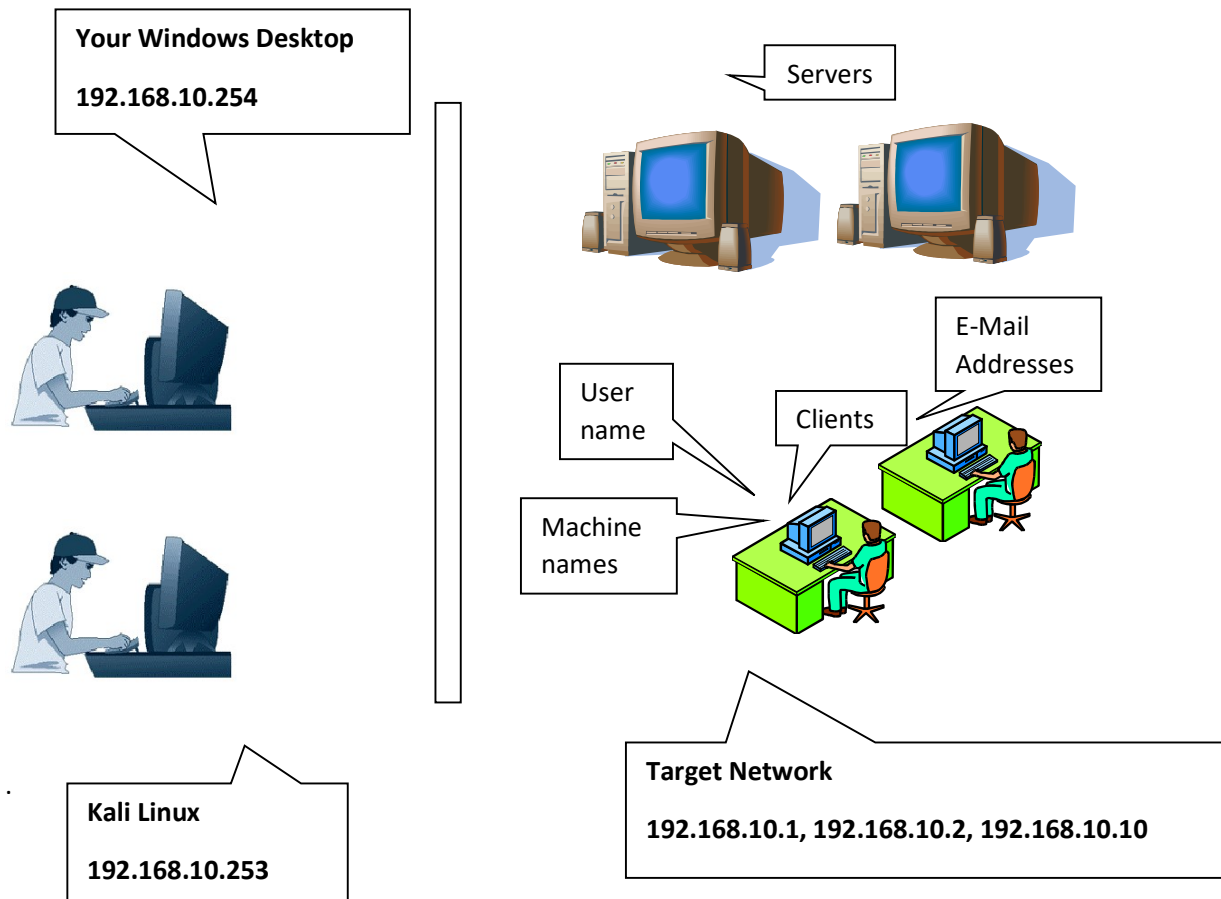 Your Windows Desktop
192.168.10.254
Servers
E-Mail
Addresses
User
name
Clients
Machine
names
Target Network
192.168.10.1, 192.168.10.2, 192.168.10.10
.
Kali Linux
192.168.10.253